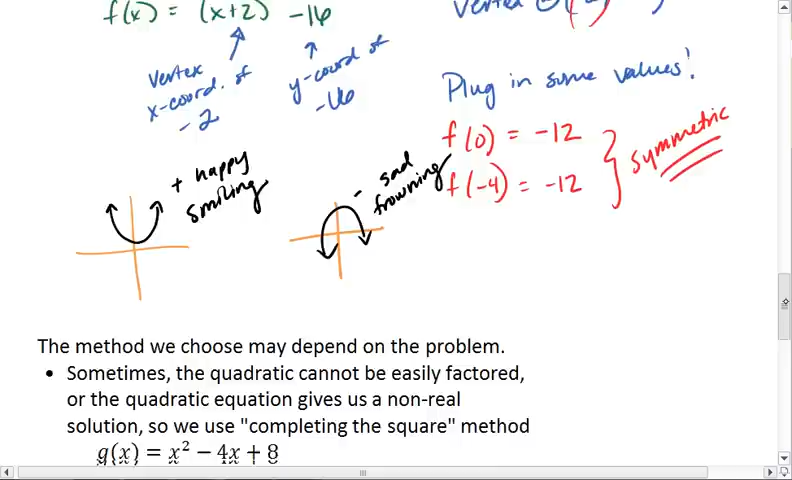 f(x) = (x+2) -16
Vertex
Vertex
x-coord. of
-2
y-coord of
-16
Plug in some values!
f(0) = -12
f(-4) = -12
symmetric
+ happy
smiling
- sad
frowning
The method we choose may depend on the problem.
• Sometimes, the quadratic cannot be easily factored,
or the quadratic equation gives us a non-real
solution, so we use "completing the square" method
g(x) = x² − 4x + 8